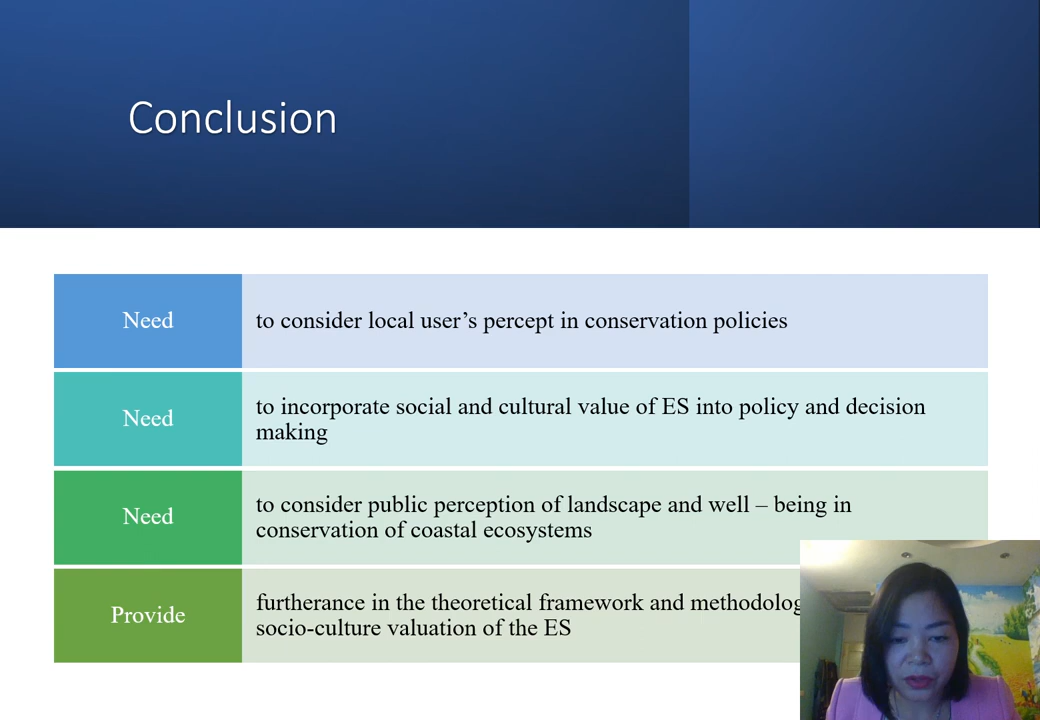 Conclusion
Need
to consider local user’s percept in conservation policies
Need
to incorporate social and cultural value of ES into policy and decision
making
Need
to consider public perception of landscape and well – being in
conservation of coastal ecosystems
Provide
furtherance in the theoretical framework and
socio-culture valuation of the ES